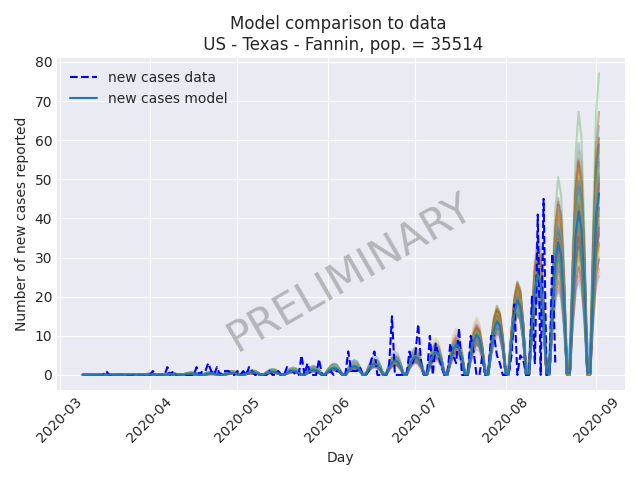 Model comparison to data
US - Texas - Fannin, pop. = 35514
new cases data
new cases model
80
70
60
50
40
30
20
10
0
Number of new cases reported
PRELIMINARY
2020-03
2020-04
2020-05
2020-06
2020-07
2020-08
2020-09
Day